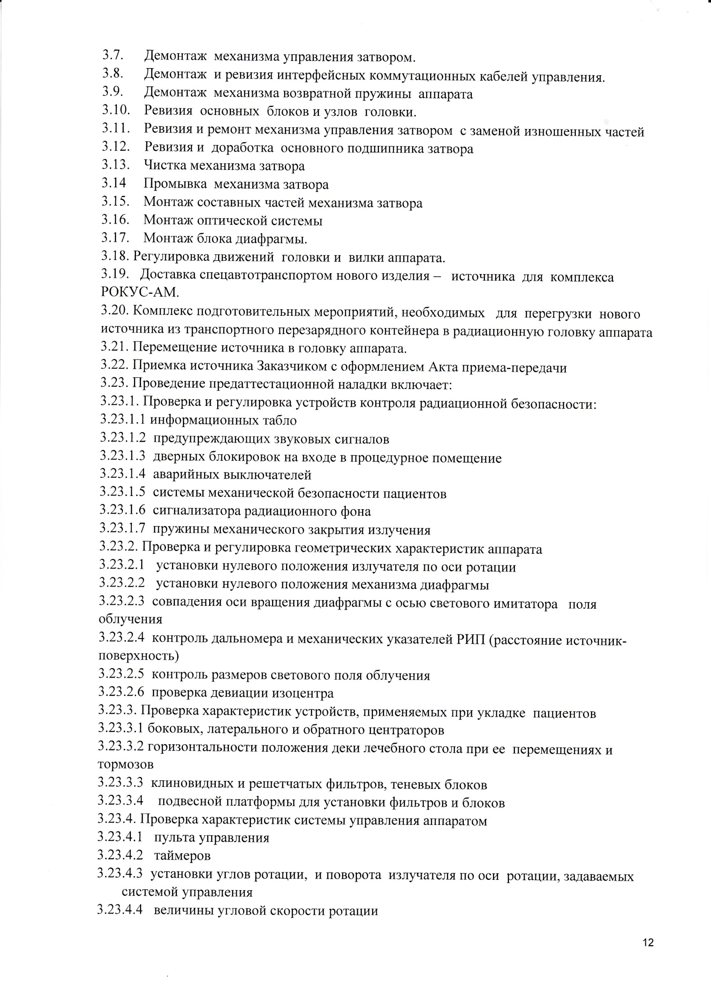 3.7. Демонтаж механизма управления затвором.
3.8. Демонтаж и ревизия интерфейсных коммутационных кабелей управления.
3.9. Демонтаж механизма возвратной пружины аппарата
3.10. Ревизия основных блоков и узлов головки.
3.11. Ревизия и ремонт механизма управления затвором с заменой изношенных частей
3.12. Ревизия и доработка основного подшипника затвора
3.13. Чистка механизма затвора
3.14 Промывка механизма затвора
3.15. Монтаж составных частей механизма затвора
3.16. Монтаж оптической системы
3.17. Монтаж блока диафрагмы.
3.18. Регулировка движений головки и вилки аппарата.
3.19. Доставка спецавтотранспортом нового изделия – источника для комплекса
РОКУС-АМ.
3.20. Комплекс подготовительных мероприятий, необходимых для перегрузки нового
источника из транспортного перезарядного контейнера в радиационную головку аппарата
3.21. Перемещение источника в головку аппарата.
3.22. Приемка источника Заказчиком с оформлением Акта приема-передачи
3.23. Проведение предаттестационной наладки включает:
3.23.1. Проверка и регулировка устройств контроля радиационной безопасности:
3.23.1.1 информационных табло
3.23.1.2 предупреждающих звуковых сигналов
3.23.1.3 дверных блокировок на входе в процедурное помещение
3.23.1.4 аварийных выключателей
3.23.1.5 системы механической безопасности пациентов
3.23.1.6 сигнализатора радиационного фона
3.23.1.7 пружины механического закрытия излучения
3.23.2. Проверка и регулировка геометрических характеристик аппарата
3.23.2.1 установки нулевого положения излучателя по оси ротации
3.23.2.2 установки нулевого положения механизма диафрагмы
3.23.2.3 совпадения оси вращения диафрагмы с осью светового имитатора поля
облучения
3.23.2.4 контроль дальномера и механических указателей РИП (расстояние источник-
поверхность)
3.23.2.5 контроль размеров светового поля облучения
3.23.2.6 проверка девиации изоцентра
3.23.3. Проверка характеристик устройств, применяемых при укладке пациентов
3.23.3.1 боковых, латерального и обратного центраторов
3.23.3.2 горизонтальности положения деки лечебного стола при ее перемещениях и
тормозов
3.23.3.3 клиновидных и решетчатых фильтров, теневых блоков
3.23.3.4 подвесной платформы для установки фильтров и блоков
3.23.4. Проверка характеристик системы управления аппаратом
3.23.4.1 пульта управления
3.23.4.2 таймеров
3.23.4.3 установки углов ротации, и поворота излучателя по оси ротации, задаваемых
системой управления
3.23.4.4 величины угловой скорости ротации
12